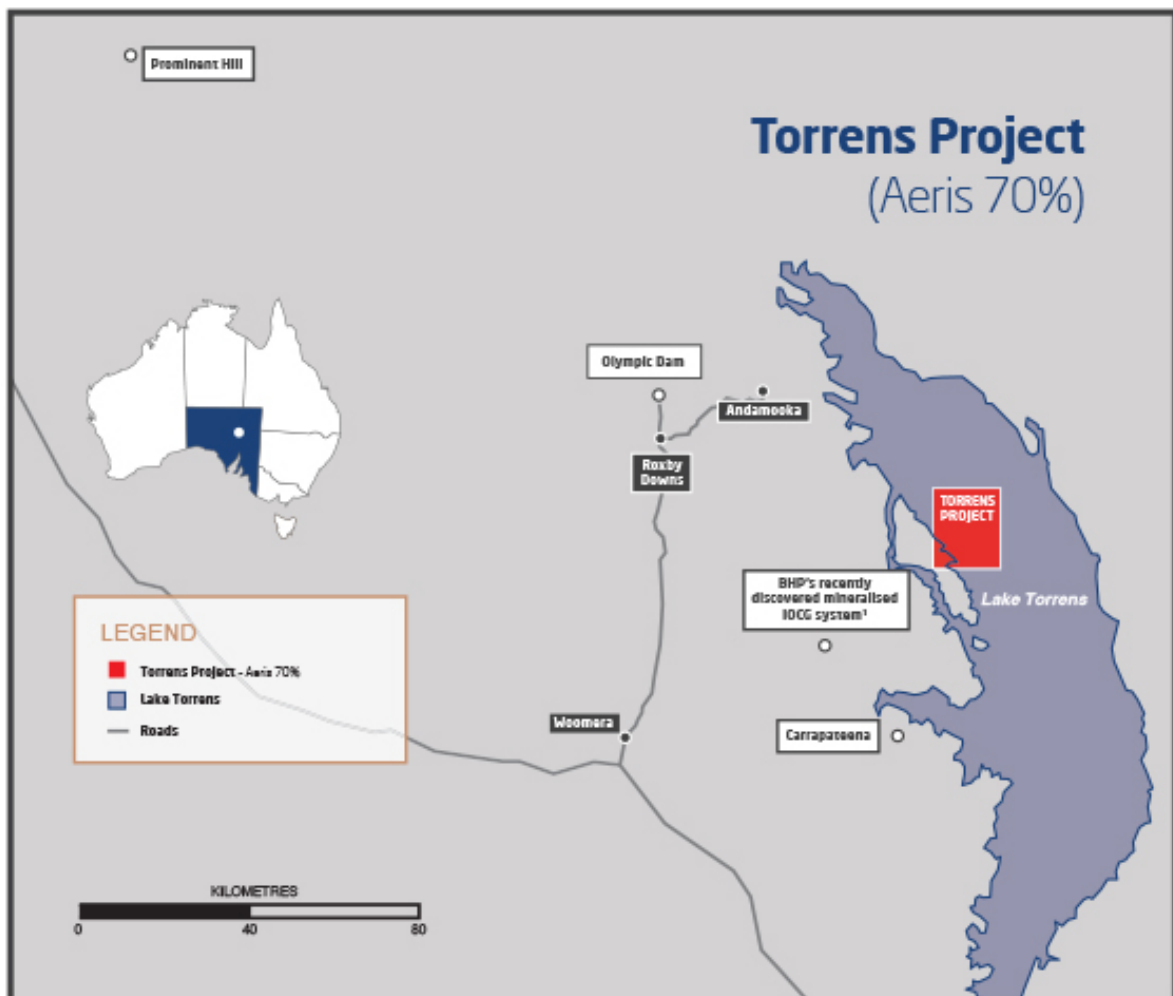 Prominent Hill
Torrens Project
(Aeris 70%)
Olympic Dam
Andamooka
Roxby
Downs
TORRENS
PROJECT
BHP's recently
discovered mineralised
IOCG system¹
Lake Torrens
LEGEND
Torrens Project - Aeris 70%
Lake Torrens
Roads
Woomera
Carrapateena
KILOMETRES
0 40 80